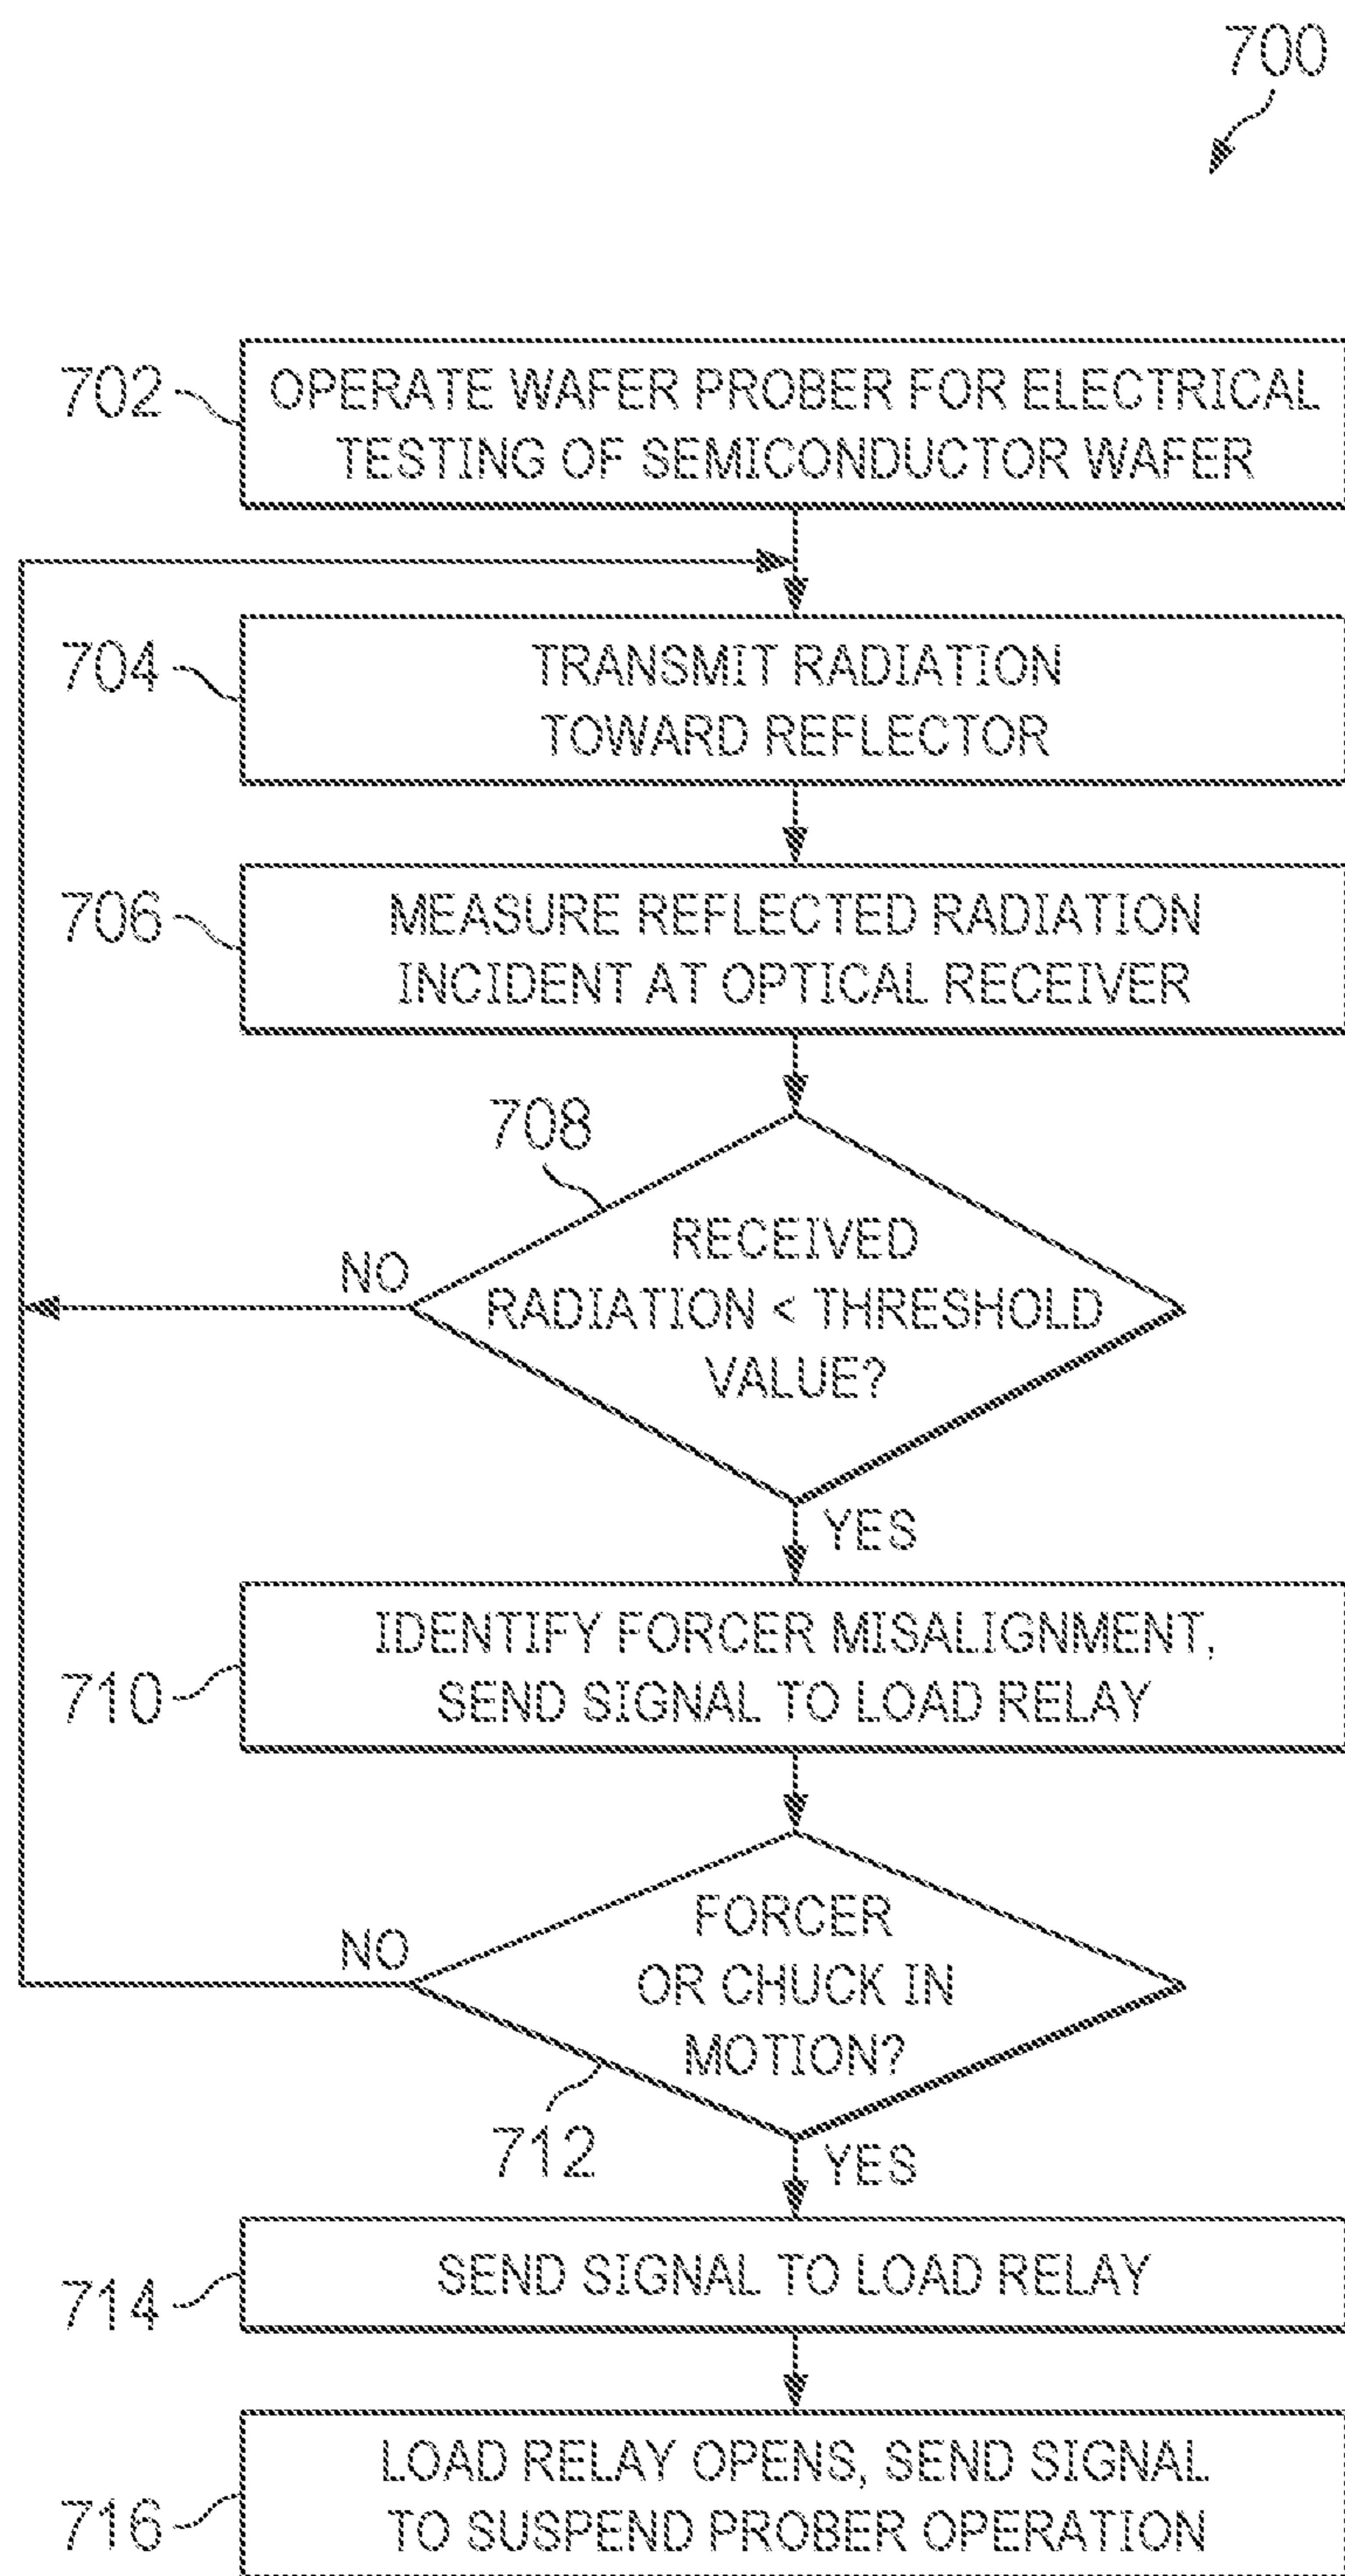 700
702
OPERATE WAFER PROBER FOR ELECTRICAL
TESTING OF SEMICONDUCTOR WAFER
704
TRANSMIT RADIATION
TOWARD REFLECTOR
706
MEASURE REFLECTED RADIATION
INCIDENT AT OPTICAL RECEIVER
708
RECEIVED
RADIATION < THRESHOLD
VALUE?
NO
YES
710
IDENTIFY FORCER MISALIGNMENT,
SEND SIGNAL TO LOAD RELAY
FORCER
OR CHUCK IN
MOTION?
NO
712
YES
714
SEND SIGNAL TO LOAD RELAY
716
LOAD RELAY OPENS, SEND SIGNAL
TO SUSPEND PROBER OPERATION